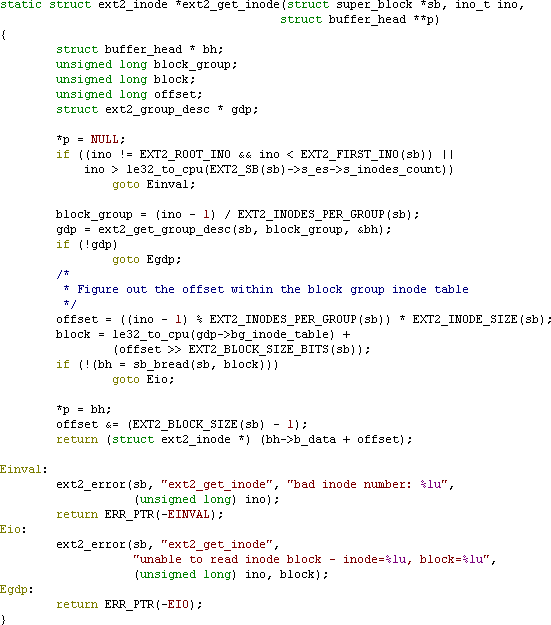 static struct ext2_inode *ext2_get_inode(struct super_block *sb, ino_t ino,
                                        struct buffer_head **p)
{
        struct buffer_head * bh;
        unsigned long block_group;
        unsigned long block;
        unsigned long offset;
        struct ext2_group_desc * gdp;

        *p = NULL;
        if ((ino != EXT2_ROOT_INO && ino < EXT2_FIRST_INO(sb)) ||
            ino > le32_to_cpu(EXT2_SB(sb)->s_es->s_inodes_count))
                goto Einval;

        block_group = (ino - 1) / EXT2_INODES_PER_GROUP(sb);
        gdp = ext2_get_group_desc(sb, block_group, &bh);
        if (!gdp)
                goto Egdp;
        /*
         * Figure out the offset within the block group inode table
         */
        offset = ((ino - 1) % EXT2_INODES_PER_GROUP(sb)) * EXT2_INODE_SIZE(sb);
        block = le32_to_cpu(gdp->bg_inode_table) +
                (offset >> EXT2_BLOCK_SIZE_BITS(sb));
        if (!(bh = sb_bread(sb, block)))
                goto Eio;

        *p = bh;
        offset &= (EXT2_BLOCK_SIZE(sb) - 1);
        return (struct ext2_inode *) (bh->b_data + offset);

Einval:
        ext2_error(sb, "ext2_get_inode", "bad inode number: %lu",
                   (unsigned long) ino);
        return ERR_PTR(-EINVAL);
Eio:
        ext2_error(sb, "ext2_get_inode",
                   "unable to read inode block - inode=%lu, block=%lu",
                   (unsigned long) ino, block);
Egdp:
        return ERR_PTR(-EIO);
}